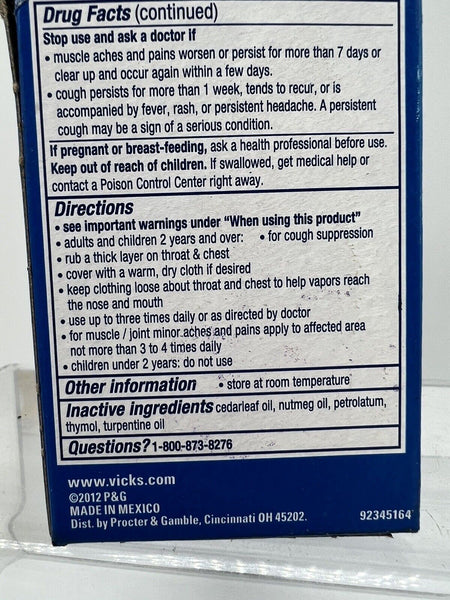 Drug Facts (continued)
Stop use and ask a doctor if
• muscle aches and pains worsen or persist for more than 7 days or
clear up and occur again within a few days.
• cough persists for more than 1 week, tends to recur, or is
accompanied by fever, rash, or persistent headache. A persistent
cough may be a sign of a serious condition.
If pregnant or breast-feeding, ask a health professional before use.
Keep out of reach of children. If swallowed, get medical help or
contact a Poison Control Center right away.
Directions
• see important warnings under “When using this product”
• adults and children 2 years and over: • for cough suppression
• rub a thick layer on throat & chest
• cover with a warm, dry cloth if desired
• keep clothing loose about throat and chest to help vapors reach
the nose and mouth
• use up to three times daily or as directed by doctor
• for muscle / joint minor aches and pains apply to affected area
not more than 3 to 4 times daily
• children under 2 years: do not use
Other information • store at room temperature
Inactive ingredients cedarleaf oil, nutmeg oil, petrolatum,
thymol, turpentine oil
Questions? 1-800-873-8276
www.vicks.com
©2012 P&G
MADE IN MEXICO
Dist. by Procter & Gamble, Cincinnati OH 45202. 92345164